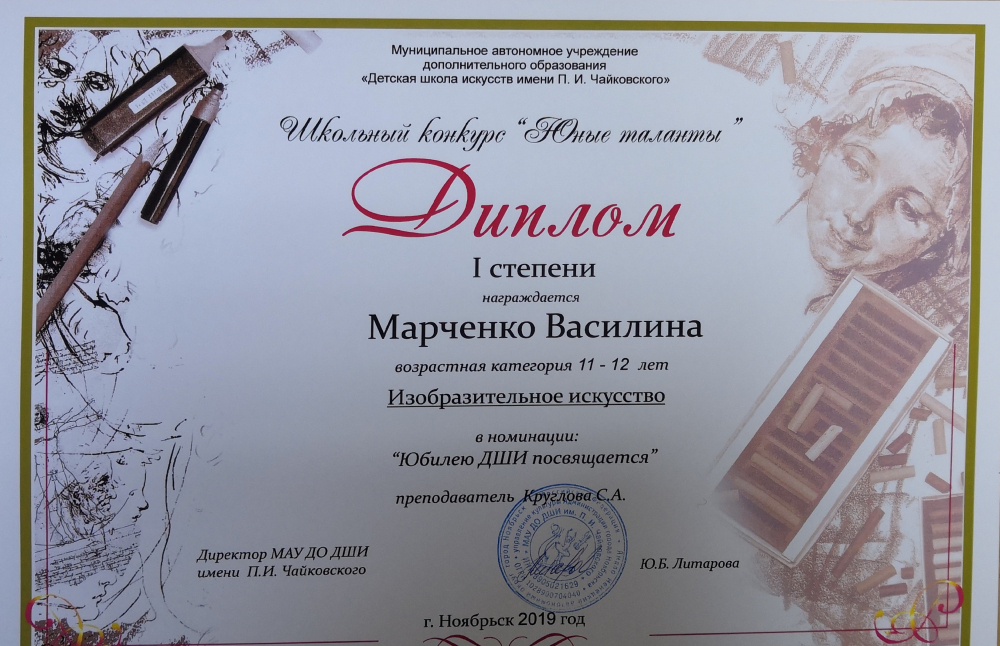 Муниципальное автономное учреждение
дополнительного образования
«Детская школа искусств имени П. И. Чайковского»
Школьный конкурс “Юные таланты”
Диплом
I степени
награждается
Марченко Василина
возрастная категория 11 - 12 лет
Изобразительное искусство
в номинации:
“Юбилею ДШИ посвящается”
преподаватель Круглова С.А.
Директор МАУ ДО ДШИ
имени П.И. Чайковского
Ю.Б. Литарова
г. Ноябрьск 2019 год